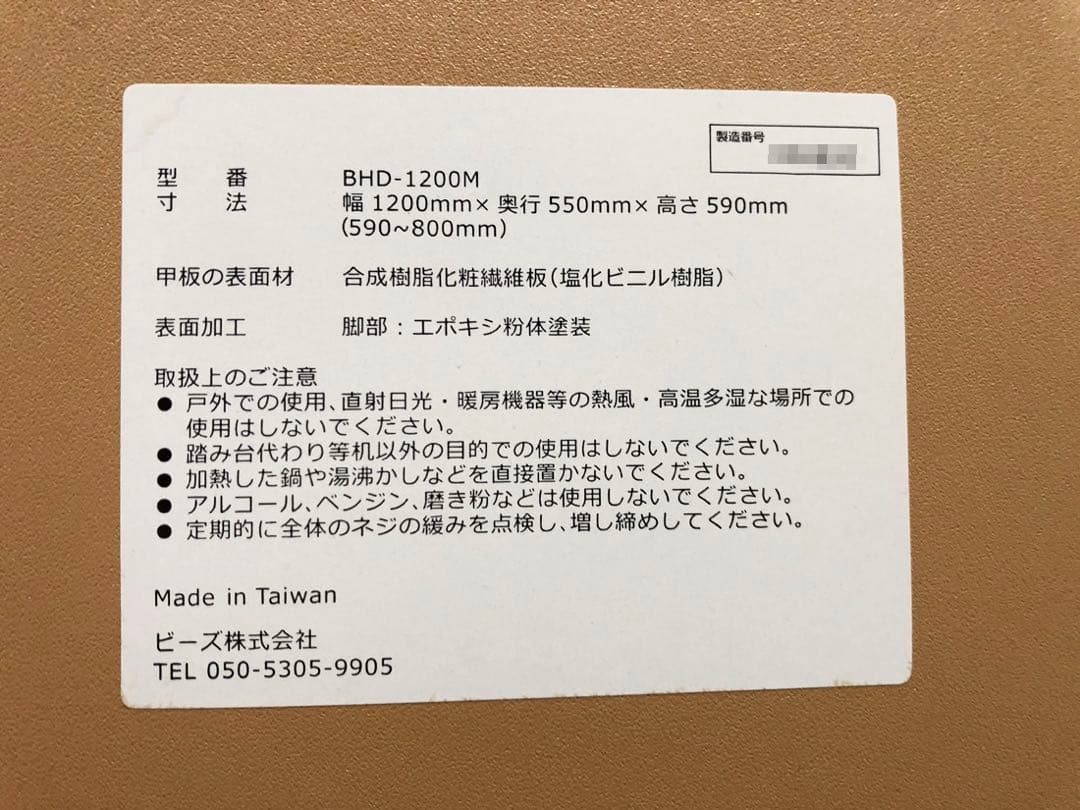 製造番号
型　　番　　BHD-1200M
寸　　法　　幅 1200mm× 奥行 550mm× 高さ 590mm
(590~800mm)
甲板の表面材　　合成樹脂化粧繊維板(塩化ビニル樹脂)
表面加工　　脚部 : エポキシ粉体塗装
取扱上のご注意
● 戸外での使用､直射日光・暖房機器等の熱風・高温多湿な場所での
使用はしないでください。
● 踏み台代わり等机以外の目的での使用はしないでください。
● 加熱した鍋や湯沸かしなどを直接置かないでください。
● アルコール､ベンジン､磨き粉などは使用しないでください。
● 定期的に全体のネジの緩みを点検し､増し締めしてください。
Made in Taiwan
ビーズ株式会社
TEL 050-5305-9905